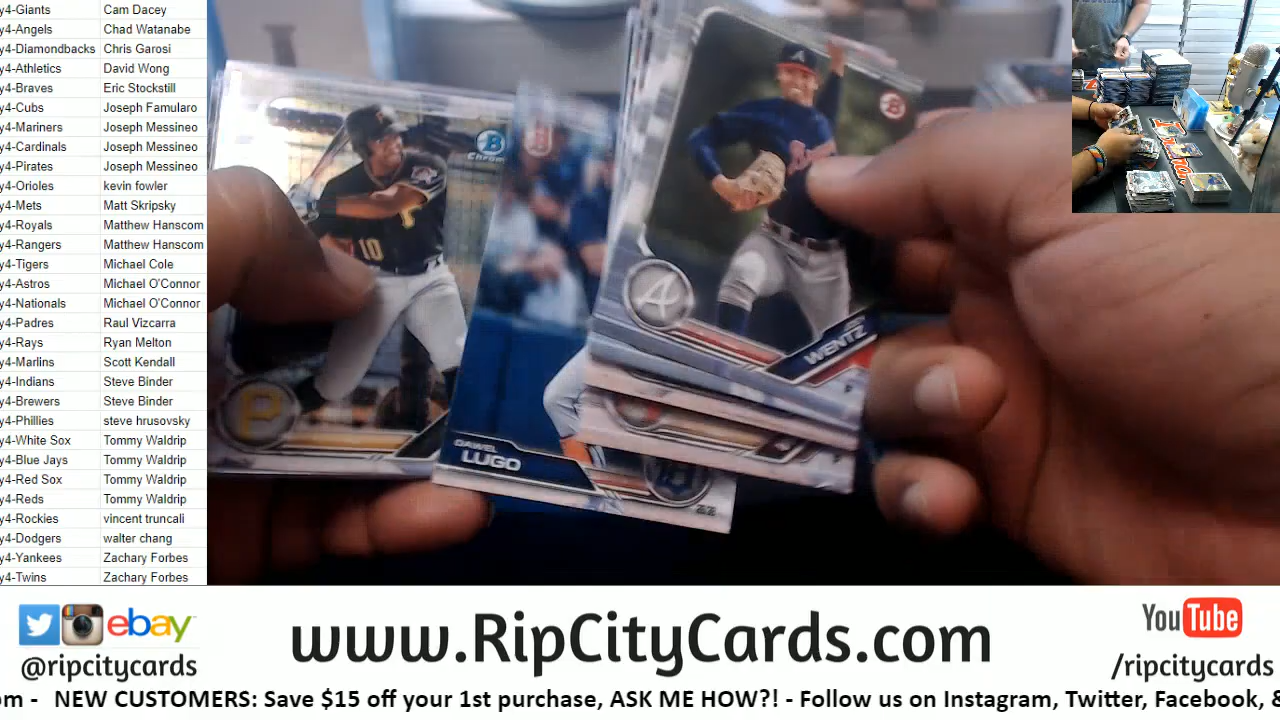 y4-Giants Cam Dacey
y4-Angels Chad Watanabe
y4-Diamondbacks Chris Garosi
y4-Athletics David Wong
y4-Braves Eric Stockstill
y4-Cubs Joseph Famularo
y4-Mariners Joseph Messineo
y4-Cardinals Joseph Messineo
y4-Pirates Joseph Messineo
y4-Orioles kevin fowler
y4-Mets Matt Skripsky
y4-Royals Matthew Hanscom
y4-Rangers Matthew Hanscom
y4-Tigers Michael Cole
y4-Astros Michael O'Connor
y4-Nationals Michael O'Connor
y4-Padres Raul Vizcarra
y4-Rays Ryan Melton
y4-Marlins Scott Kendall
y4-Indians Steve Binder
y4-Brewers Steve Binder
y4-Phillies steve hrusovsky
y4-White Sox Tommy Waldrip
y4-Blue Jays Tommy Waldrip
y4-Red Sox Tommy Waldrip
y4-Reds Tommy Waldrip
y4-Rockies vincent truncali
y4-Dodgers walter chang
y4-Yankees Zachary Forbes
y4-Twins Zachary Forbes
B
Chrome
10
P
A
A
WENTZ
DAWEL
LUGO
ebay
@ripcitycards
www.RipCityCards.com
YouTube
/ripcitycards
om - NEW CUSTOMERS: Save $15 off your 1st purchase, ASK ME HOW?! - Follow us on Instagram, Twitter, Facebook, &